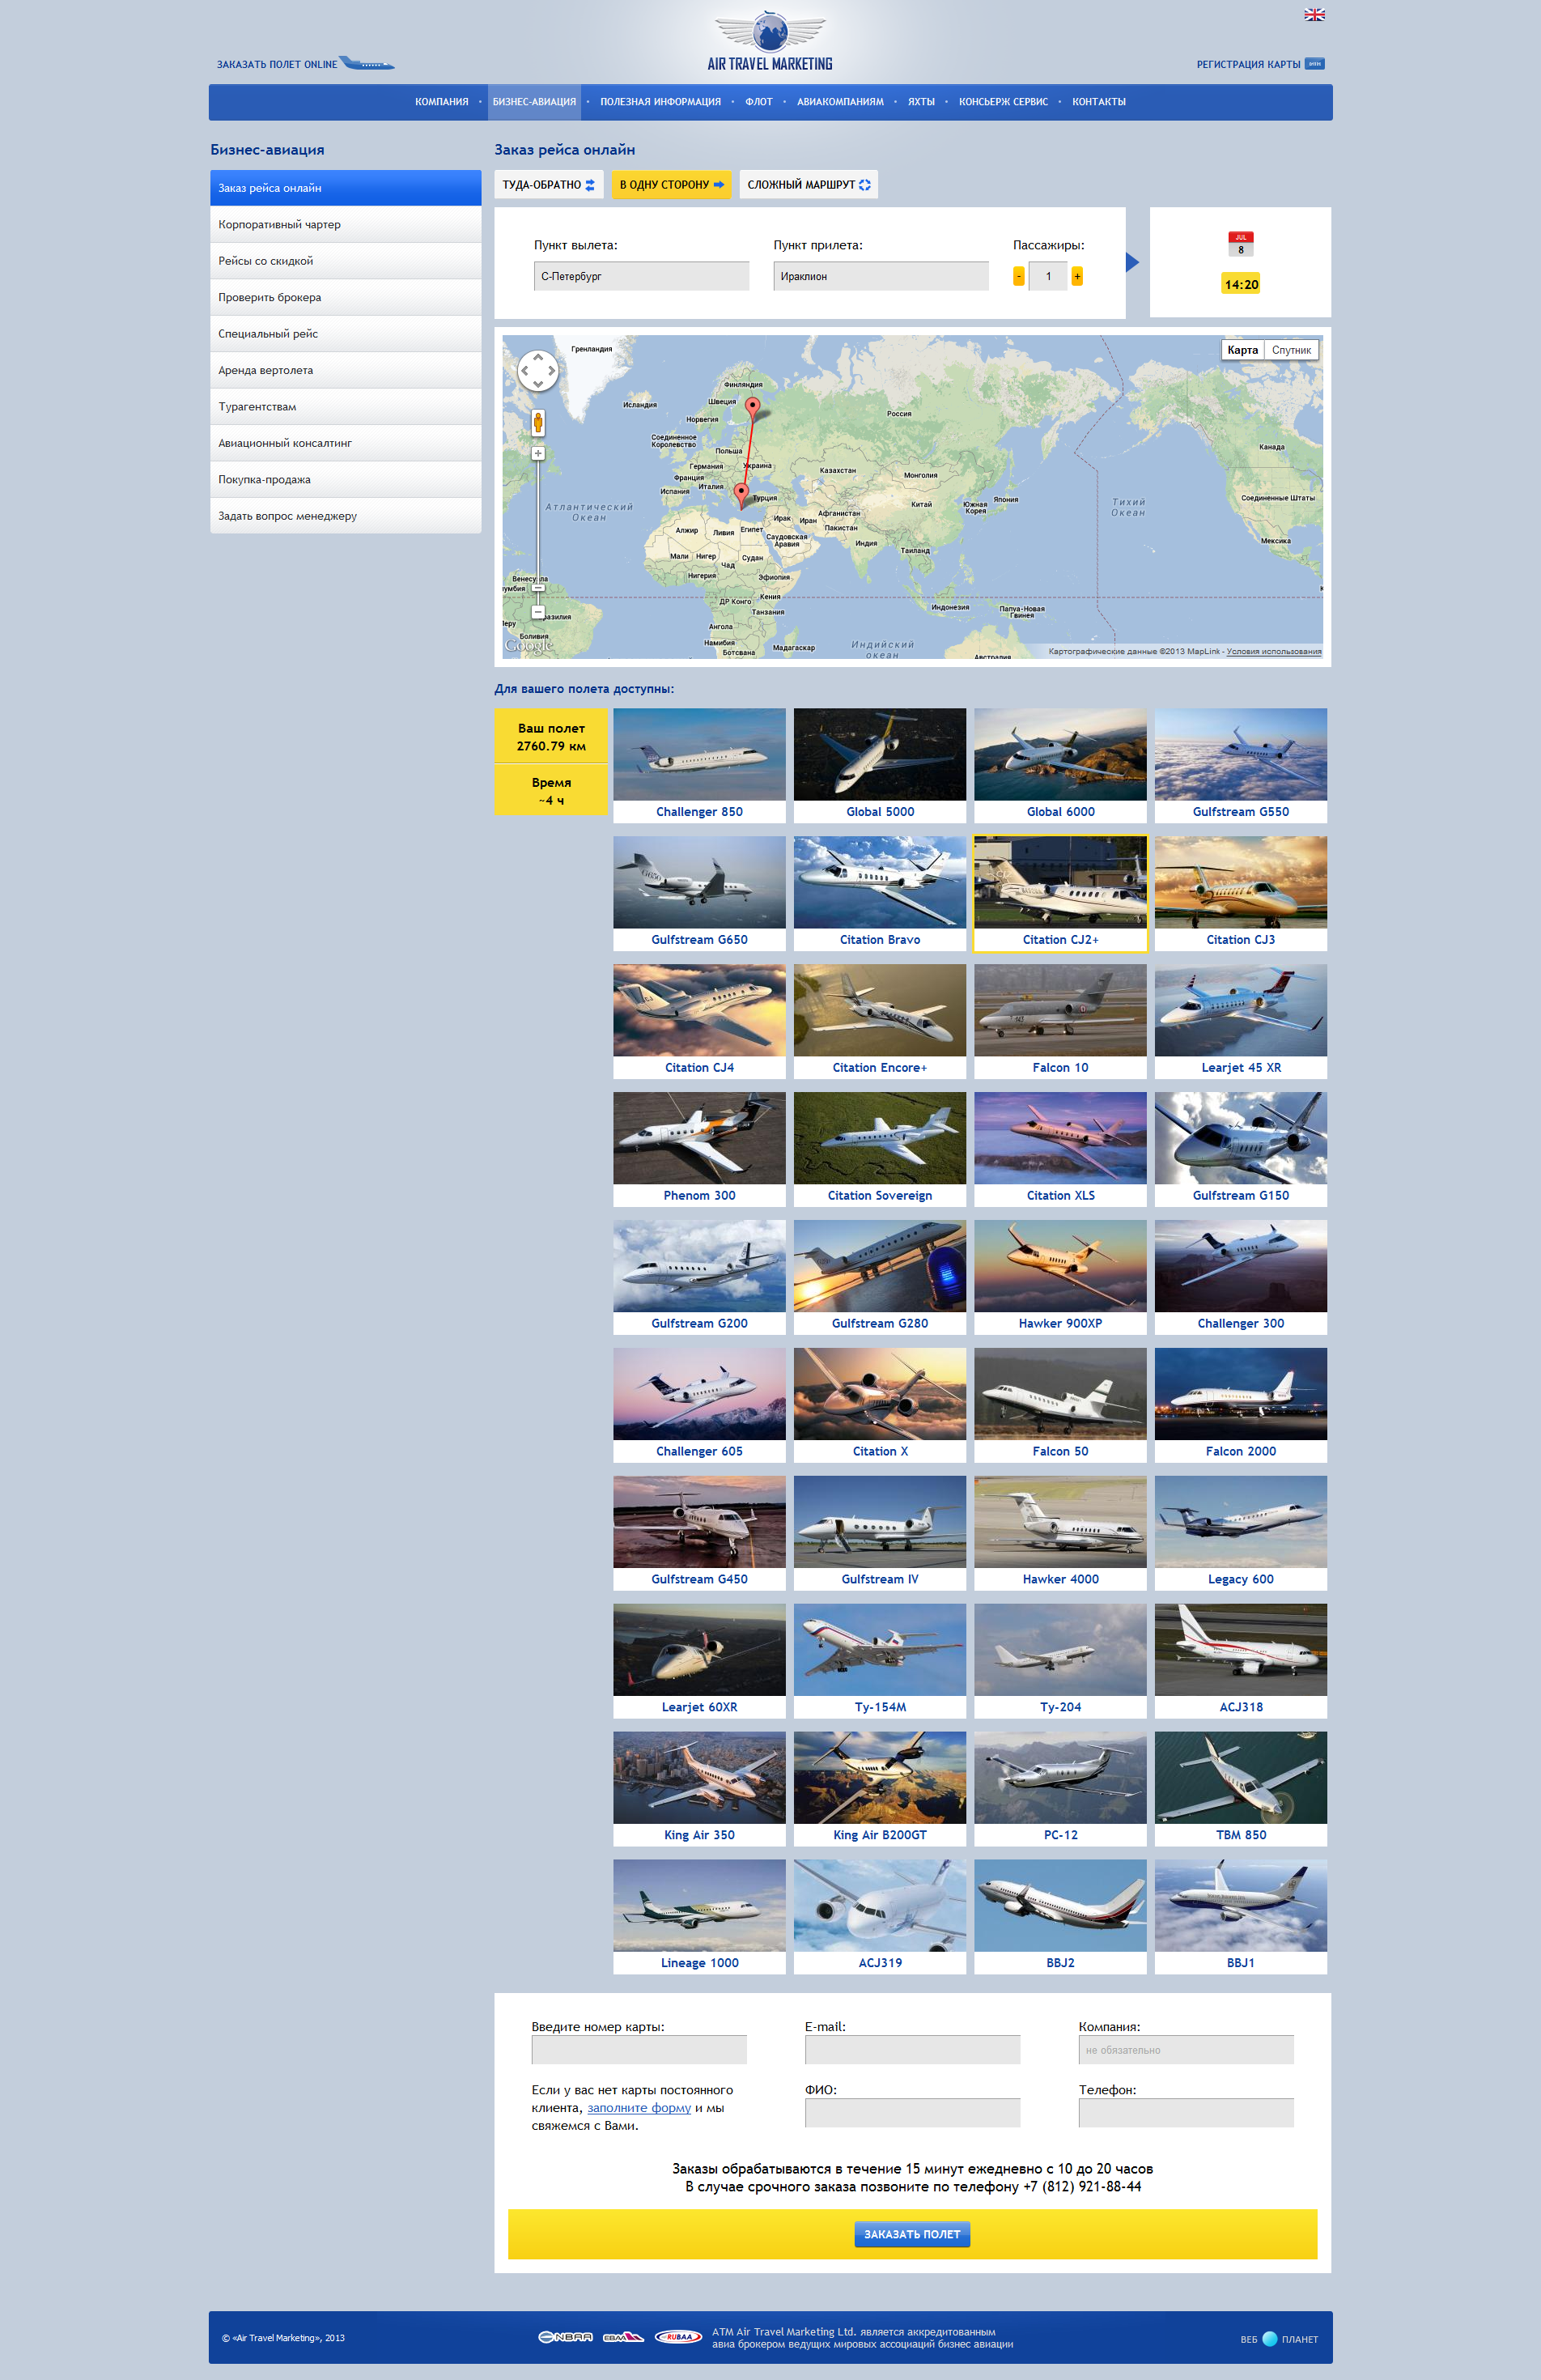 AIR TRAVEL MARKETING
ЗАКАЗАТЬ ПОЛЕТ ONLINE
РЕГИСТРАЦИЯ КАРТЫ
КОМПАНИЯ • БИЗНЕС-АВИАЦИЯ • ПОЛЕЗНАЯ ИНФОРМАЦИЯ • ФЛОТ • АВИАКОМПАНИЯМ • ЯХТЫ • КОНСЬЕРЖ СЕРВИС • КОНТАКТЫ
Бизнес-авиация
Заказ рейса онлайн
Корпоративный чартер
Рейсы со скидкой
Проверить брокера
Специальный рейс
Аренда вертолета
Турагентствам
Авиационный консалтинг
Покупка-продажа
Задать вопрос менеджеру
Заказ рейса онлайн
ТУДА-ОБРАТНО
В ОДНУ СТОРОНУ
СЛОЖНЫЙ МАРШРУТ
Пункт вылета:
Пункт прилета:
Пассажиры:
С-Петербург
Ираклион
- 1 +
JUL
8
14:20
Карта
Спутник
Гренландия
Финляндия
Исландия
Швеция
Норвегия
Россия
Соединенное
Королевство
Канада
Польша
Германия
Украина
Казахстан
Монголия
Франция
Италия
Испания
Турция
Соединенные Штаты
Китай
Южная
Корея
Япония
Атлантический
Океан
Тихий
Океан
Афганистан
Ирак
Иран
Пакистан
Алжир
Ливия
Египет
Саудовская
Аравия
Индия
Таиланд
Мексика
Мали
Нигер
Судан
Чад
Нигерия
Эфиопия
Венесуэла
умбия
ДР Конго
Кения
Танзания
Индонезия
Папуа-Новая
Гвинея
разилия
Ангола
Боливия
Намибия
Ботсвана
Мадагаскар
Индийский
океан
Австралия
Google
Картографические данные ©2013 MapLink - Условия использования
Для вашего полета доступны:
Ваш полет
2760.79 км
Время
~4 ч
Challenger 850
Global 5000
Global 6000
Gulfstream G550
Gulfstream G650
Citation Bravo
Citation CJ2+
Citation CJ3
Citation CJ4
Citation Encore+
Falcon 10
Learjet 45 XR
Phenom 300
Citation Sovereign
Citation XLS
Gulfstream G150
Gulfstream G200
Gulfstream G280
Hawker 900XP
Challenger 300
Challenger 605
Citation X
Falcon 50
Falcon 2000
Gulfstream G450
Gulfstream IV
Hawker 4000
Legacy 600
Learjet 60XR
Ту-154М
Ту-204
ACJ318
King Air 350
King Air B200GT
PC-12
TBM 850
Lineage 1000
ACJ319
BBJ2
BBJ1
Введите номер карты:
E-mail:
Компания:
не обязательно
Если у вас нет карты постоянного
клиента, заполните форму и мы
свяжемся с Вами.
ФИО:
Телефон:
Заказы обрабатываются в течение 15 минут ежедневно с 10 до 20 часов
В случае срочного заказа позвоните по телефону +7 (812) 921-88-44
ЗАКАЗАТЬ ПОЛЕТ
© «Air Travel Marketing», 2013
NBAA
EBAA
RUBAA
ATM Air Travel Marketing Ltd. является аккредитованным
авиа брокером ведущих мировых ассоциаций бизнес авиации
ВЕБ ПЛАНЕТ